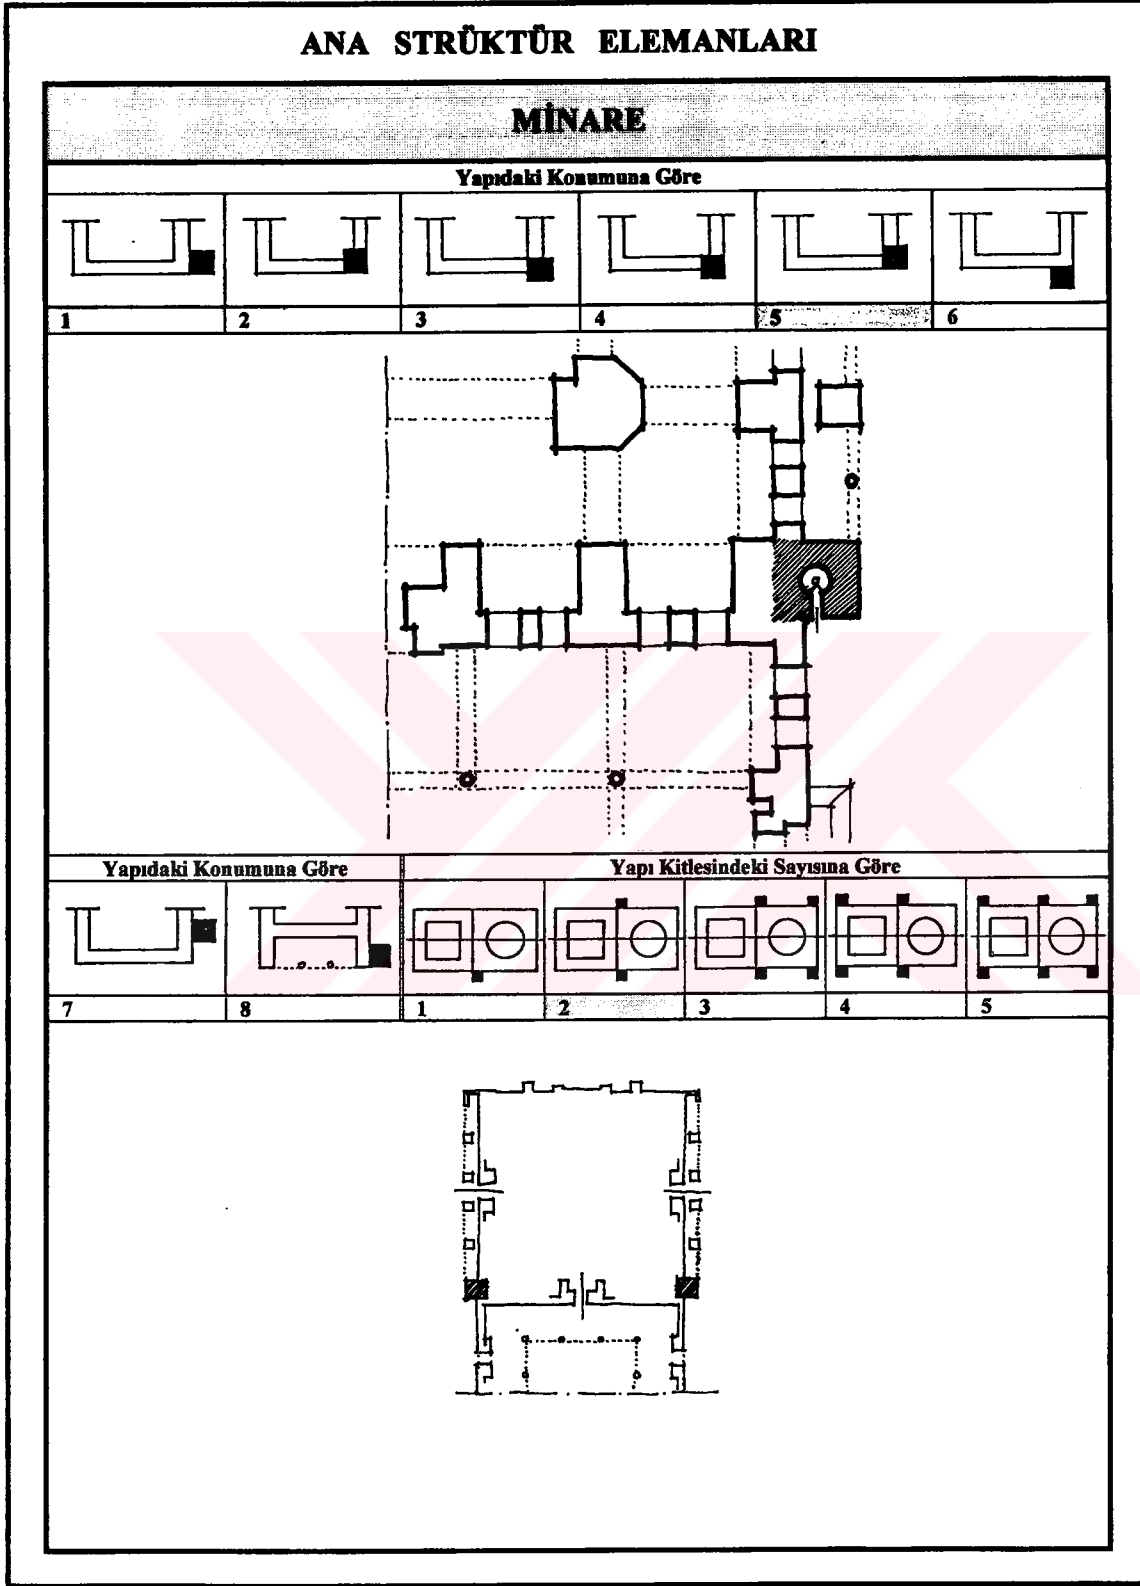 ANA STRÜKTÜR ELEMANLARI
MİNARE
Yapıdaki Konumuna Göre
1 2 3 4 5 6
Yapıdaki Konumuna Göre Yapı Kitlesindeki Sayısına Göre
7 8 1 2 3 4 5